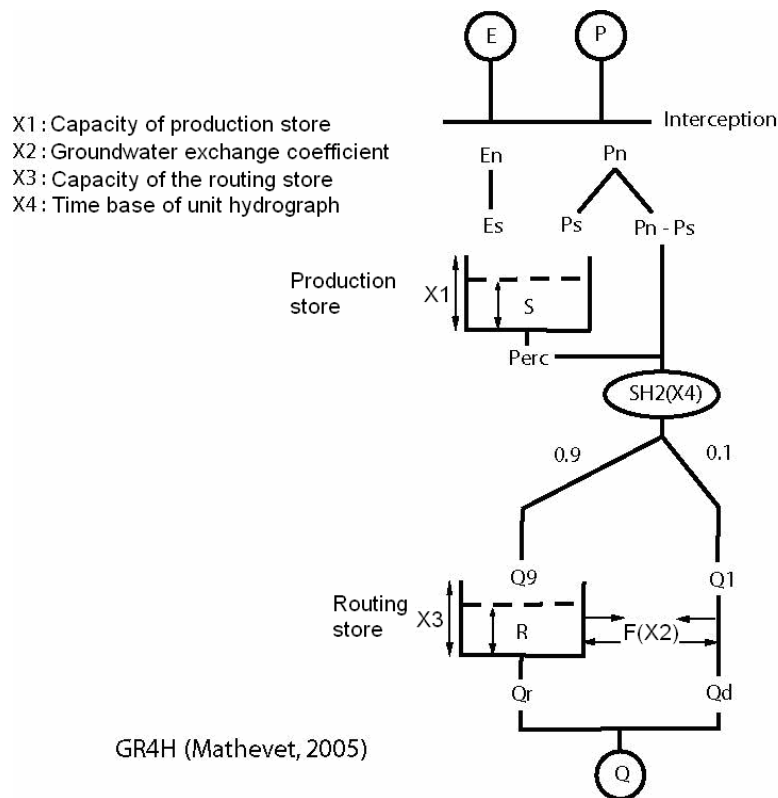 E
P
Interception
X1 : Capacity of production store
X2 : Groundwater exchange coefficient
X3 : Capacity of the routing store
X4 : Time base of unit hydrograph
En
Pn
Es
Ps
Pn - Ps
Production
store
X1
S
Perc
SH2(X4)
0.9
0.1
Q9
Q1
Routing
store
X3
R
F(X2)
Qr
Qd
GR4H (Mathevet, 2005)
Q